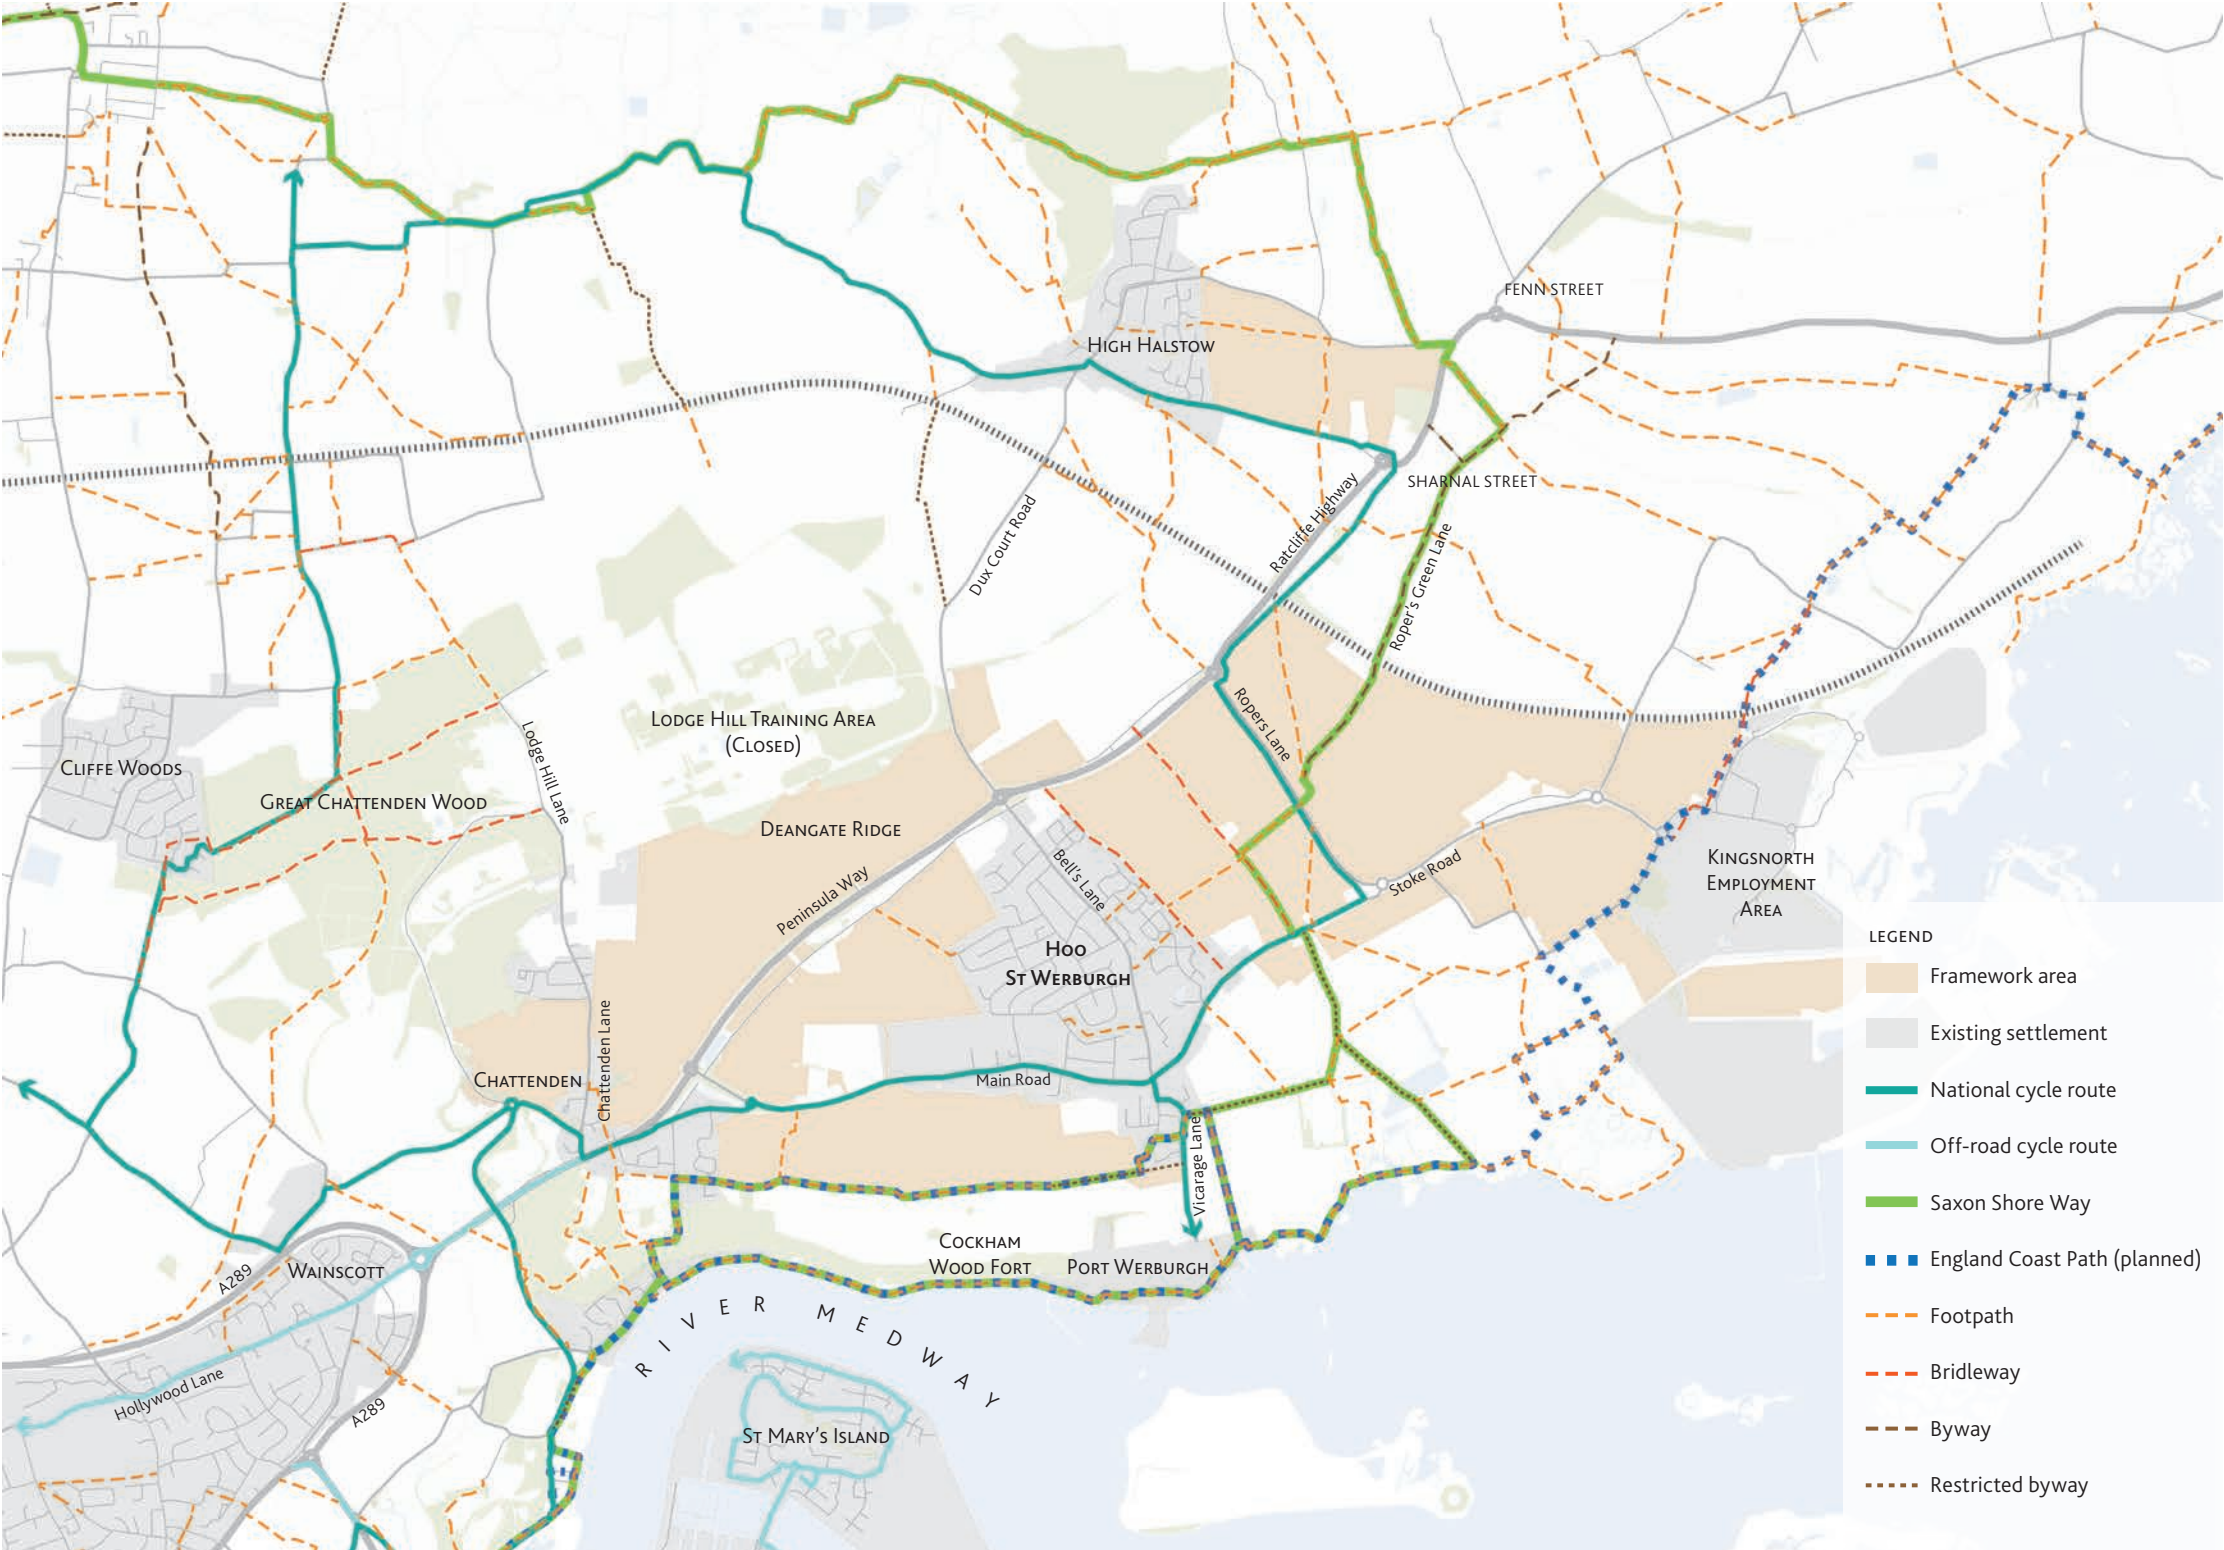 FENN STREET
HIGH HALSTOW
SHARNAL STREET
Ratcliffe Highway
Dux Court Road
Roper's Green Lane
Ropers Lane
LODGE HILL TRAINING AREA
(CLOSED)
Lodge Hill Lane
CLIFFE WOODS
GREAT CHATTENDEN WOOD
DEANGATE RIDGE
Peninsula Way
Bell's Lane
Stoke Road
KINGSNORTH
EMPLOYMENT
AREA
HOO
ST WERBURGH
Chattenden Lane
CHATTENDEN
Main Road
Vicarage Lane
COCKHAM
WOOD FORT
PORT WERBURGH
A289
WAINSCOTT
RIVER MEDWAY
Hollywood Lane
A289
ST MARY'S ISLAND
LEGEND
Framework area
Existing settlement
National cycle route
Off-road cycle route
Saxon Shore Way
England Coast Path (planned)
Footpath
Bridleway
Byway
Restricted byway